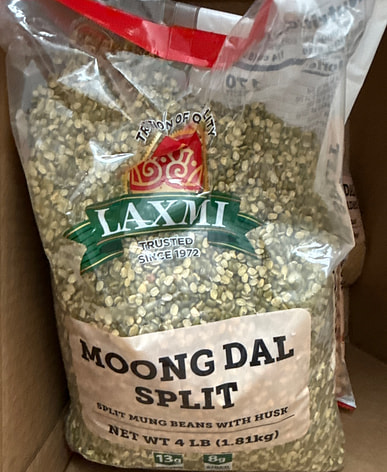 TRADITION OF QUALITY
LAXMI
TRUSTED
SINCE 1972
MOONG DAL
SPLIT
SPLIT MUNG BEANS WITH HUSK
NET WT 4 LB (1.81kg)
13g 8g